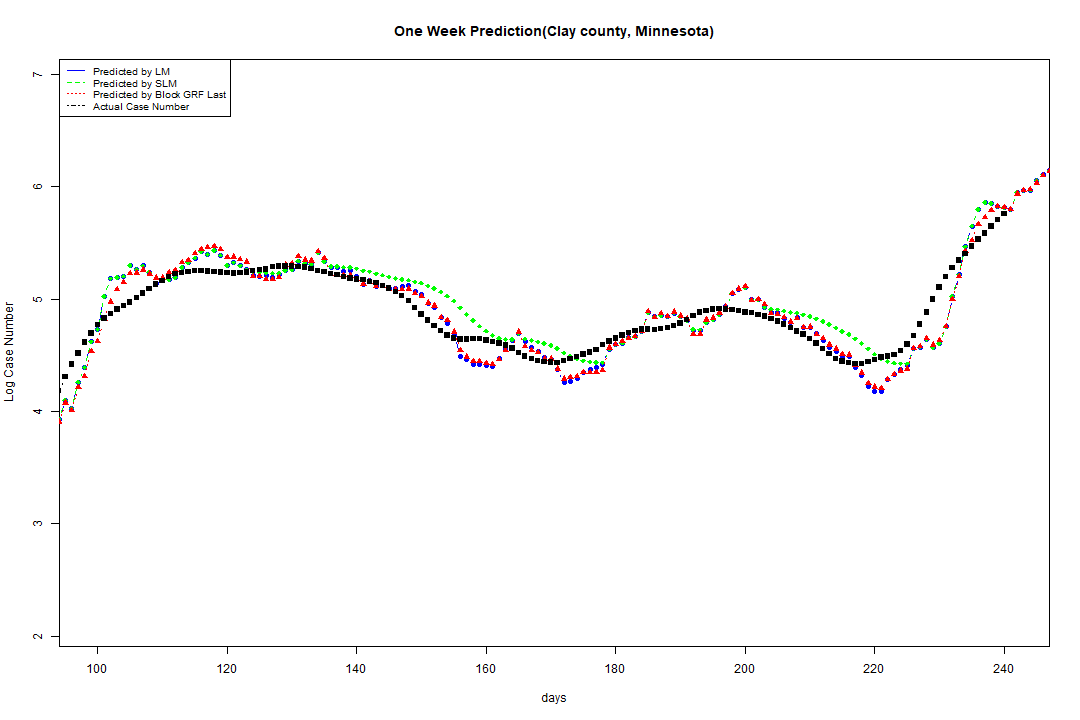 One Week Prediction(Clay county, Minnesota)
Predicted by LM
Predicted by SLM
Predicted by Block GRF Last
Actual Case Number
7
6
5
4
3
2
Log Case Number
100 120 140 160 180 200 220 240
days